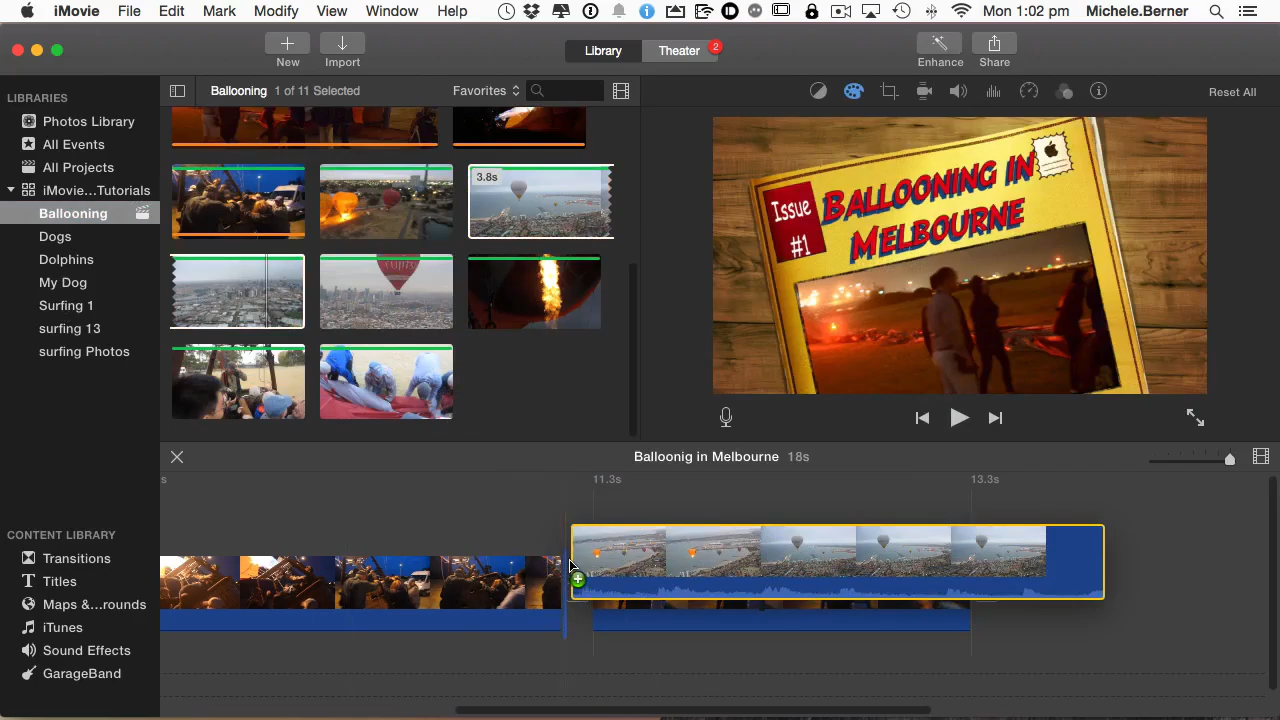 iMovie File Edit Mark Modify View Window Help Mon 1:02 pm Michele.Berner
New Import Library Theater 2 Enhance Share
LIBRARIES
Photos Library
All Events
All Projects
iMovie…Tutorials
Ballooning
Dogs
Dolphins
My Dog
Surfing 1
surfing 13
surfing Photos
CONTENT LIBRARY
Transitions
Titles
Maps &…rounds
iTunes
Sound Effects
GarageBand
Ballooning 1 of 11 Selected Favorites
3.8s
Reset All
Issue
#1
BALLOONING IN
MELBOURNE
Balloonig in Melbourne 18s
s 11.3s 13.3s